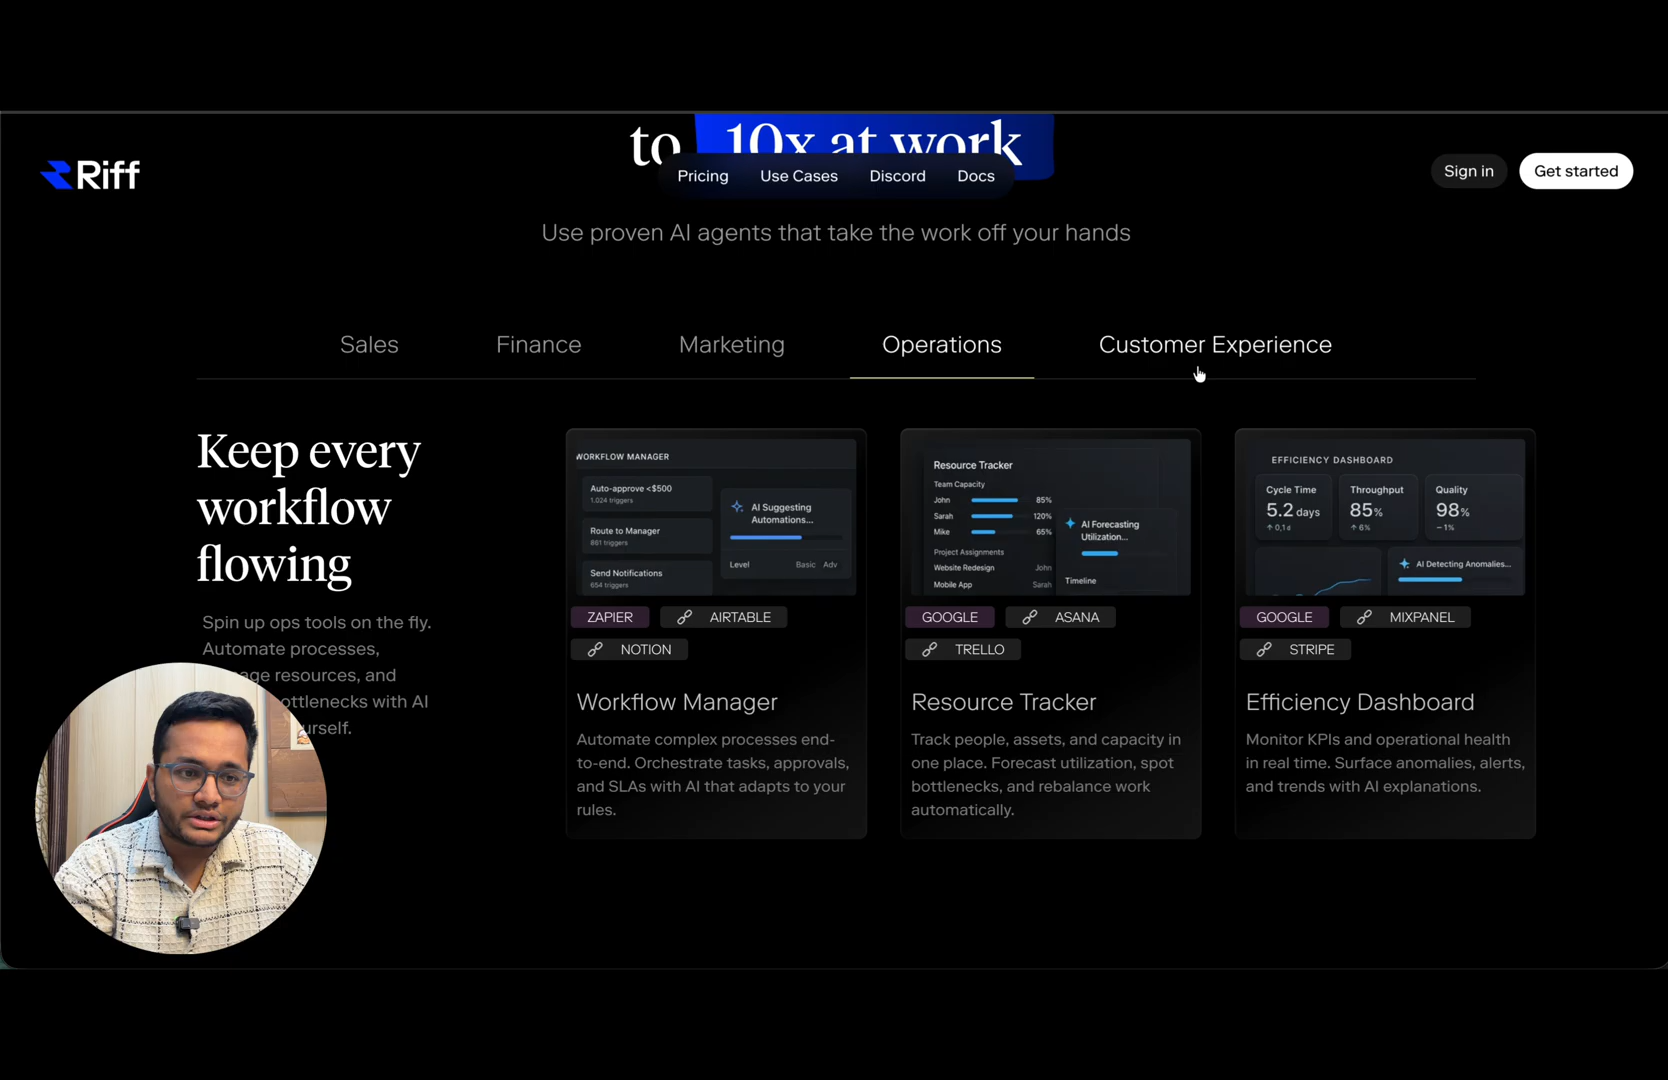 to 10x at work
Riff
Pricing Use Cases Discord Docs
Sign in Get started
Use proven AI agents that take the work off your hands
Sales Finance Marketing Operations Customer Experience
Keep every
workflow
flowing
Spin up ops tools on the fly.
Automate processes,
resources, and
ottlenecks with AI
urself.
WORKFLOW MANAGER
Auto-approve <$500
1.024 triggers
Route to Manager
861 triggers
Send Notifications
654 triggers
AI Suggesting
Automations...
Level Basic Adv
ZAPIER AIRTABLE
NOTION
Workflow Manager
Automate complex processes end-
to-end. Orchestrate tasks, approvals,
and SLAs with AI that adapts to your
rules.
Resource Tracker
Team Capacity
John 85%
Sarah 120%
Mike 65%
Project Assignments
Website Redesign John
Mobile App Sarah
AI Forecasting
Utilization...
Timeline
GOOGLE ASANA
TRELLO
Resource Tracker
Track people, assets, and capacity in
one place. Forecast utilization, spot
bottlenecks, and rebalance work
automatically.
EFFICIENCY DASHBOARD
Cycle Time Throughput Quality
5.2 days 85% 98%
↑ 0,1d ↑ 6% − 1%
AI Detecting Anomalies...
GOOGLE MIXPANEL
STRIPE
Efficiency Dashboard
Monitor KPIs and operational health
in real time. Surface anomalies, alerts,
and trends with AI explanations.